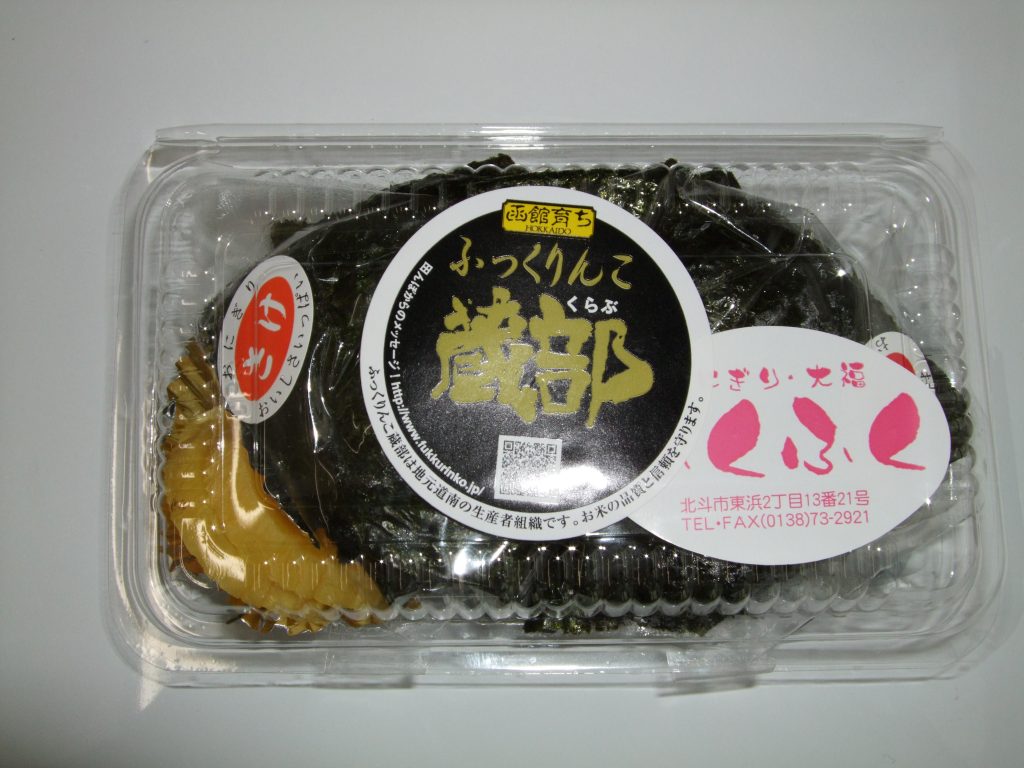 函館育ち
HOKKAIDO
ふっくりんこ
くらぶ
蔵部
田んぼからのメッセージ!http://www.fukkurinko.jp/
ふっくりんこ蔵部は地元道南の生産者組織です。お米の品質と信頼を守ります。
おにぎり
さけ
おいしさいっぱい
ぎり・大福
くふく
北斗市東浜2丁目13番21号
TEL・FAX(0138)73-2921